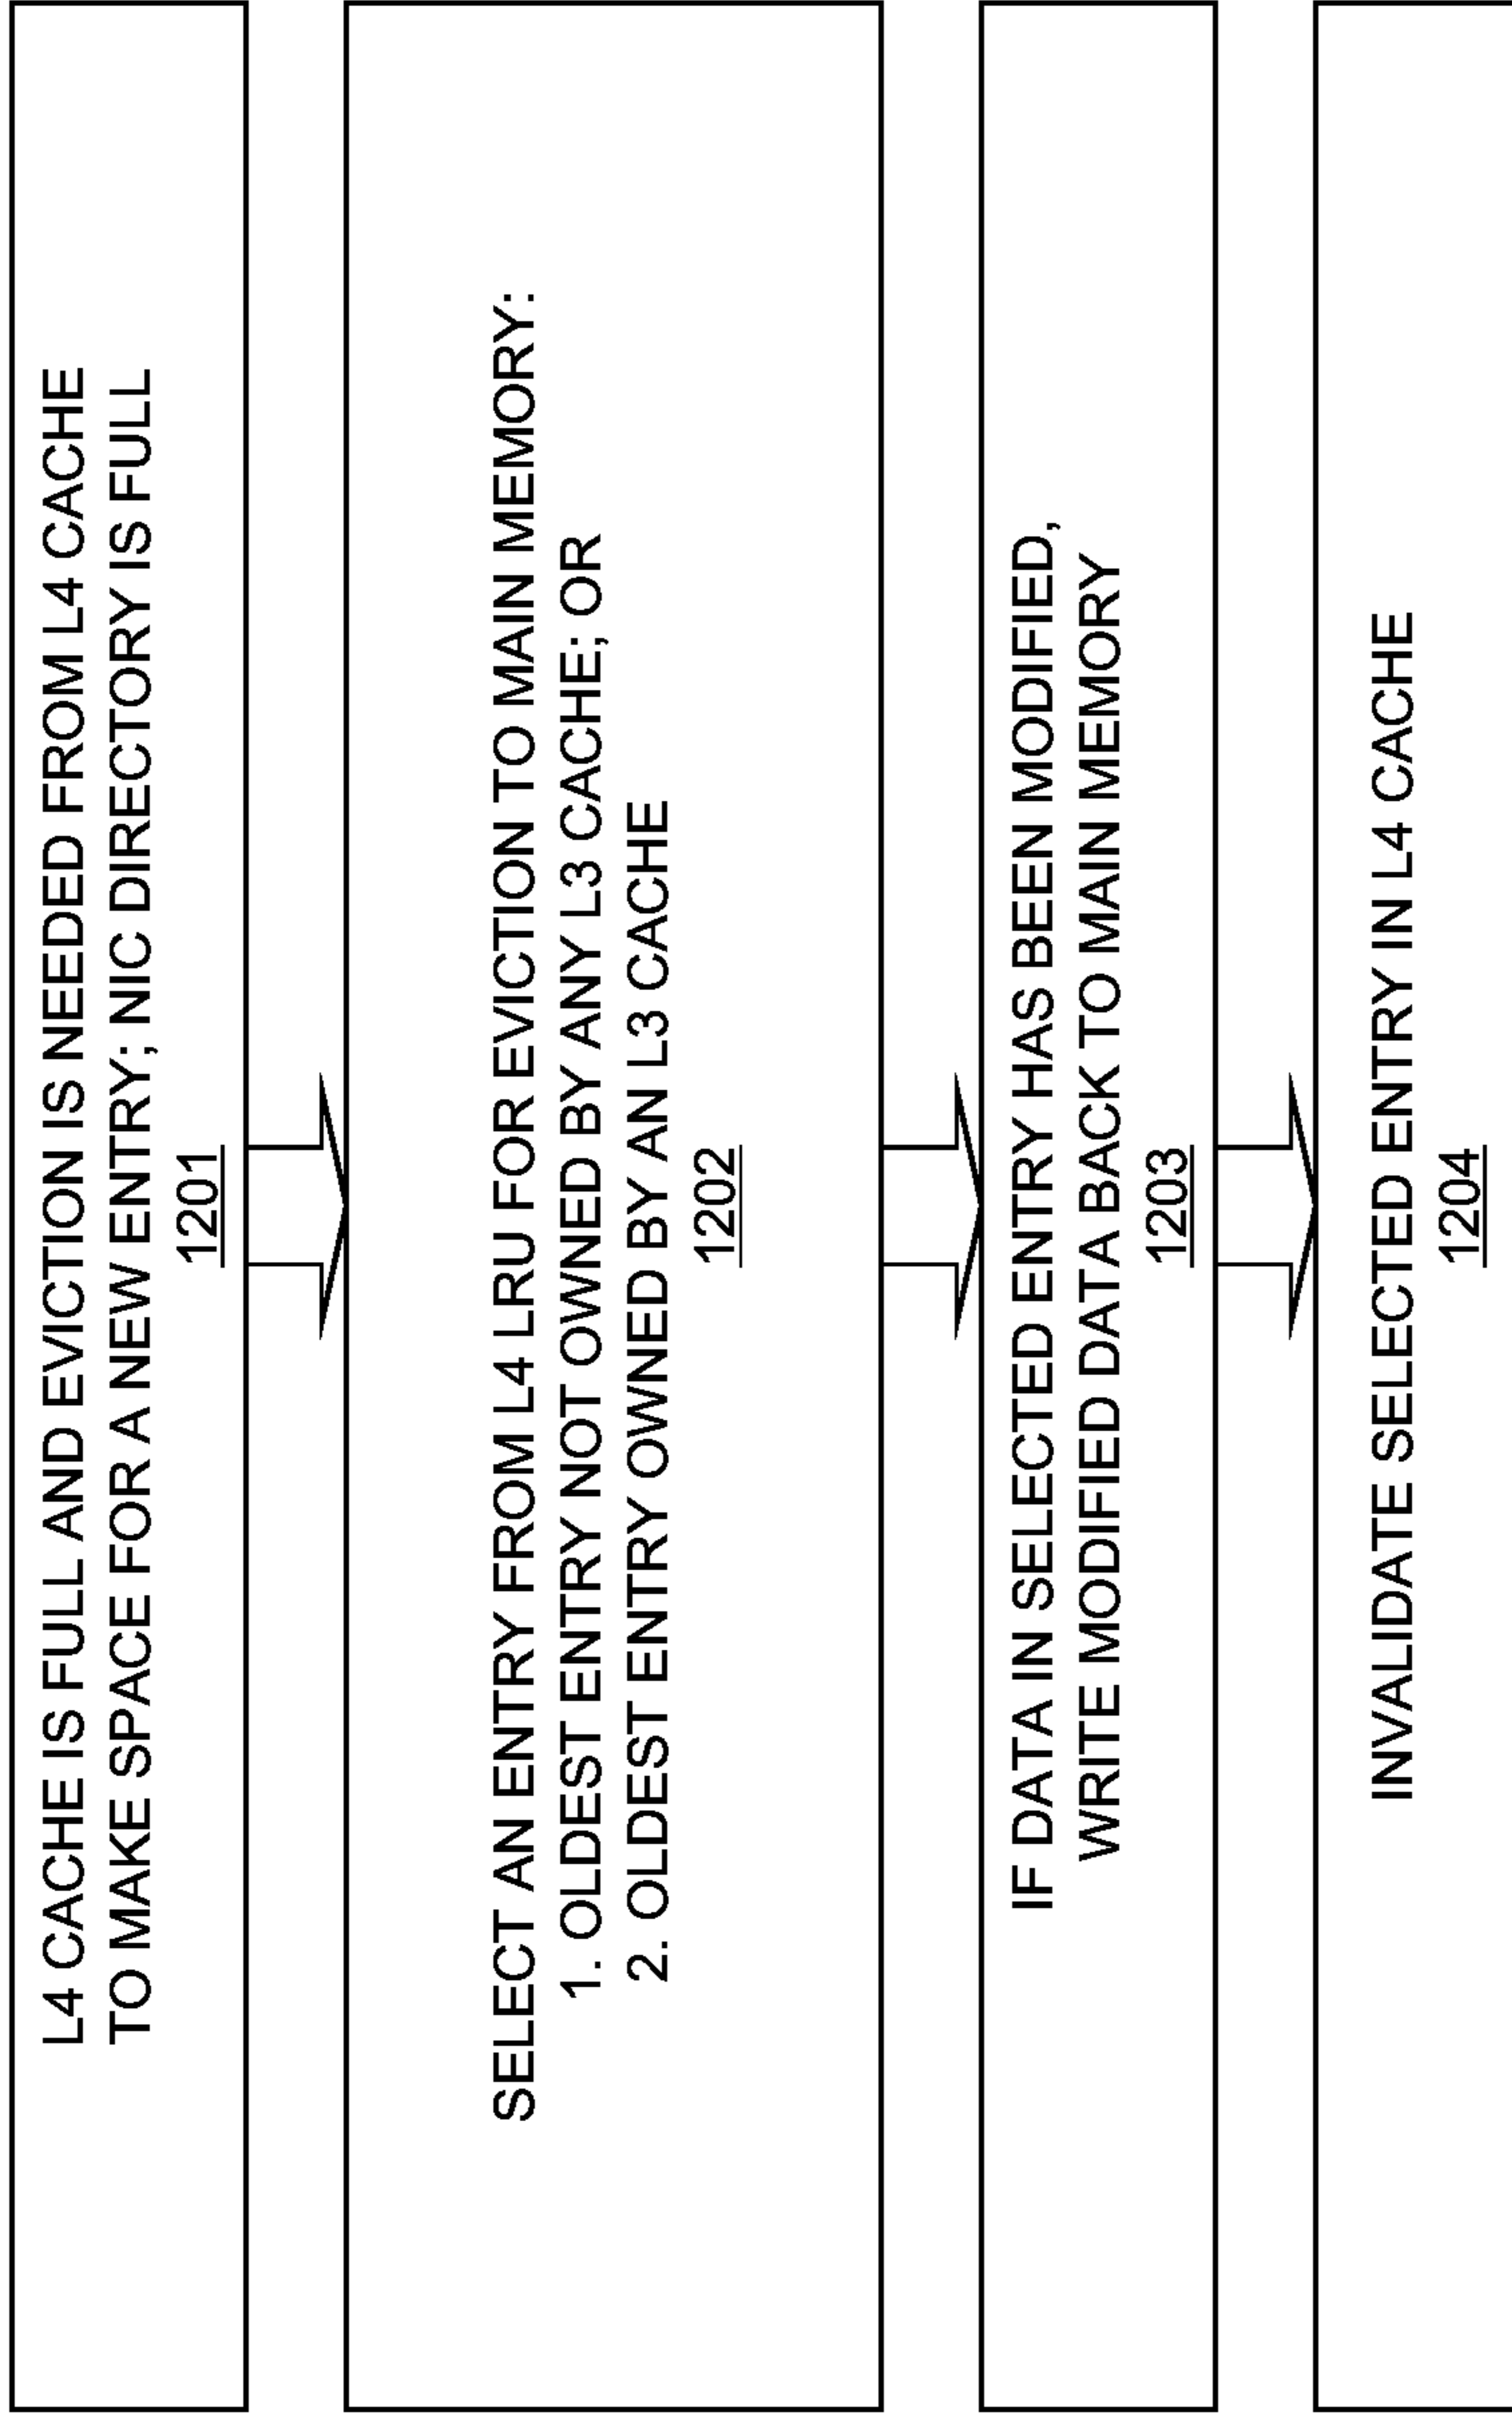 L4 CACHE IS FULL AND EVICTION IS NEEDED FROM L4 CACHE
TO MAKE SPACE FOR A NEW ENTRY; NIC DIRECTORY IS FULL
1201
SELECT AN ENTRY FROM L4 LRU FOR EVICTION TO MAIN MEMORY:
1. OLDEST ENTRY NOT OWNED BY ANY L3 CACHE; OR
2. OLDEST ENTRY OWNED BY AN L3 CACHE
1202
IF DATA IN SELECTED ENTRY HAS BEEN MODIFIED,
WRITE MODIFIED DATA BACK TO MAIN MEMORY
1203
INVALIDATE SELECTED ENTRY IN L4 CACHE
1204